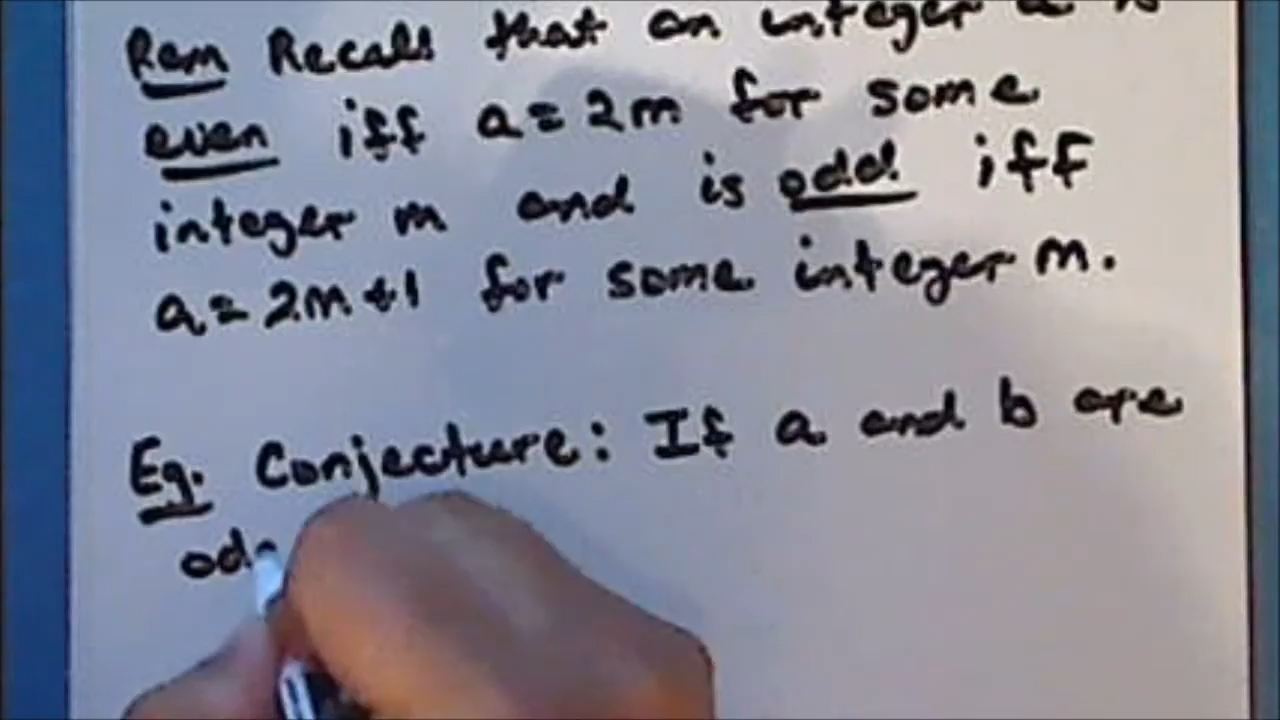 Rem Recall that an integer a is
even iff a = 2m for some
integer m and is odd iff
a = 2m+1 for some integer m.
Eg. Conjecture: If a and b are
odd